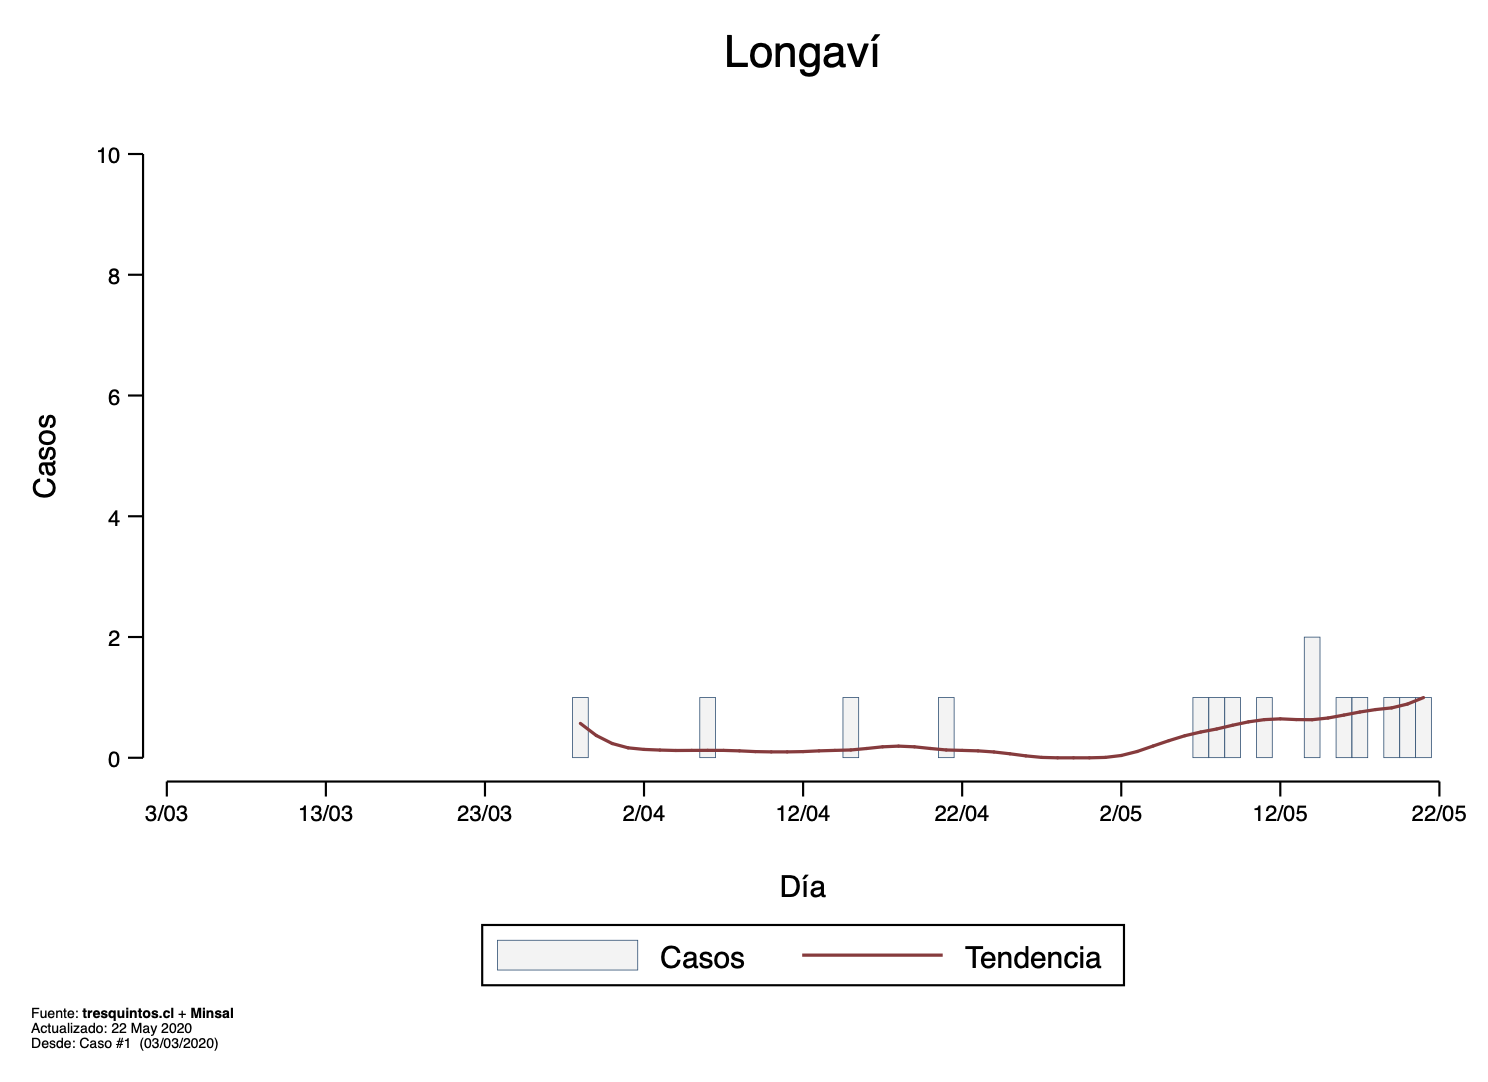 Longaví
10
8
6
4
2
0
Casos
3/03 13/03 23/03 2/04 12/04 22/04 2/05 12/05 22/05
Día
Casos Tendencia
Fuente: tresquintos.cl + Minsal
Actualizado: 22 May 2020
Desde: Caso #1 (03/03/2020)